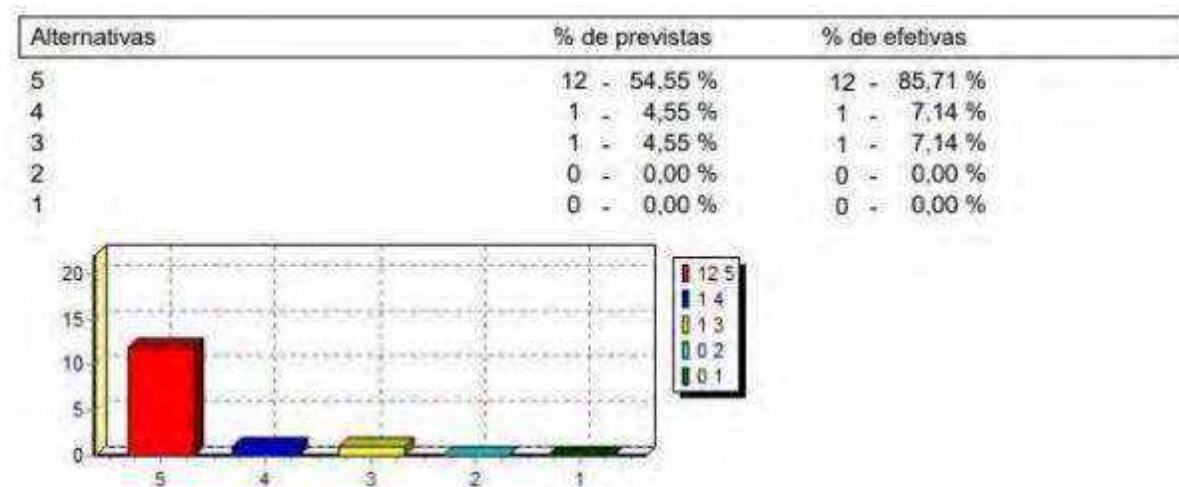 Alternativas % de previstas % de efetivas
5 12 - 54,55 % 12 - 85,71 %
4 1 - 4,55 % 1 - 7,14 %
3 1 - 4,55 % 1 - 7,14 %
2 0 - 0,00 % 0 - 0,00 %
1 0 - 0,00 % 0 - 0,00 %
20
15
10
5
0
5 4 3 2 1
12 5
1 4
1 3
0 2
0 1